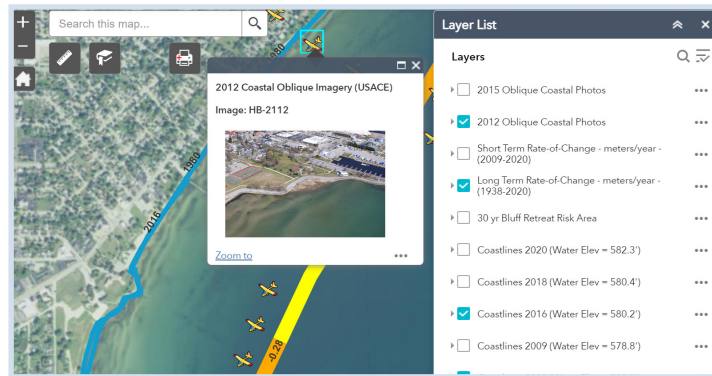 Search this map...
1980
1980
2016
-0.28
2012 Coastal Oblique Imagery (USACE)
Image: HB-2112
Zoom to
Layer List
Layers
2015 Oblique Coastal Photos
2012 Oblique Coastal Photos
Short Term Rate-of-Change - meters/year -
(2009-2020)
Long Term Rate-of-Change - meters/year -
(1938-2020)
30 yr Bluff Retreat Risk Area
Coastlines 2020 (Water Elev = 582.3')
Coastlines 2018 (Water Elev = 580.4')
Coastlines 2016 (Water Elev = 580.2')
Coastlines 2009 (Water Elev = 578.8')